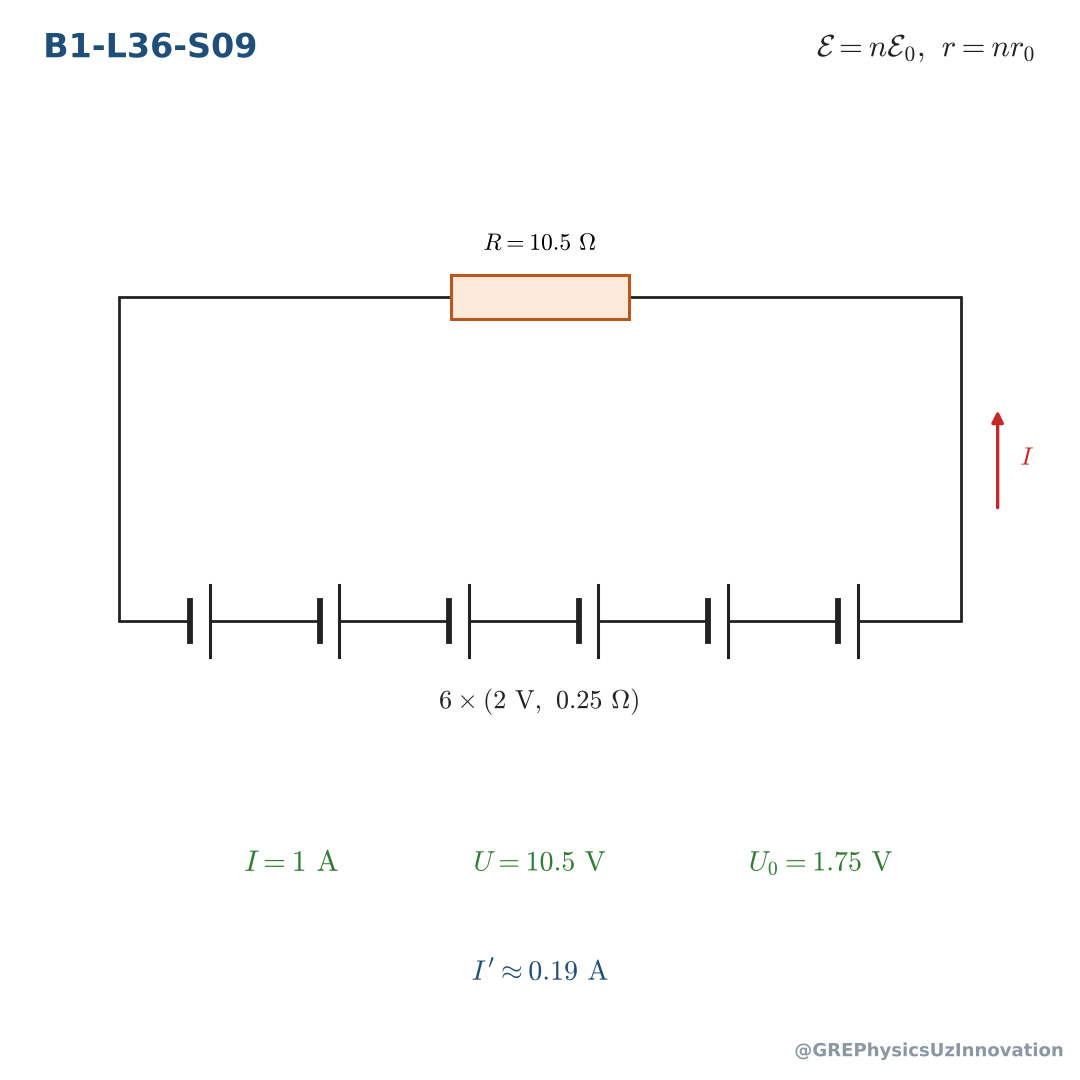 B1-L36-S09
ℰ = nℰ₀, r = nr₀
R = 10.5 Ω
I
6 × (2 V, 0.25 Ω)
I = 1 A
U = 10.5 V
U₀ = 1.75 V
I′ ≈ 0.19 A
@GREPhysicsUzInnovation